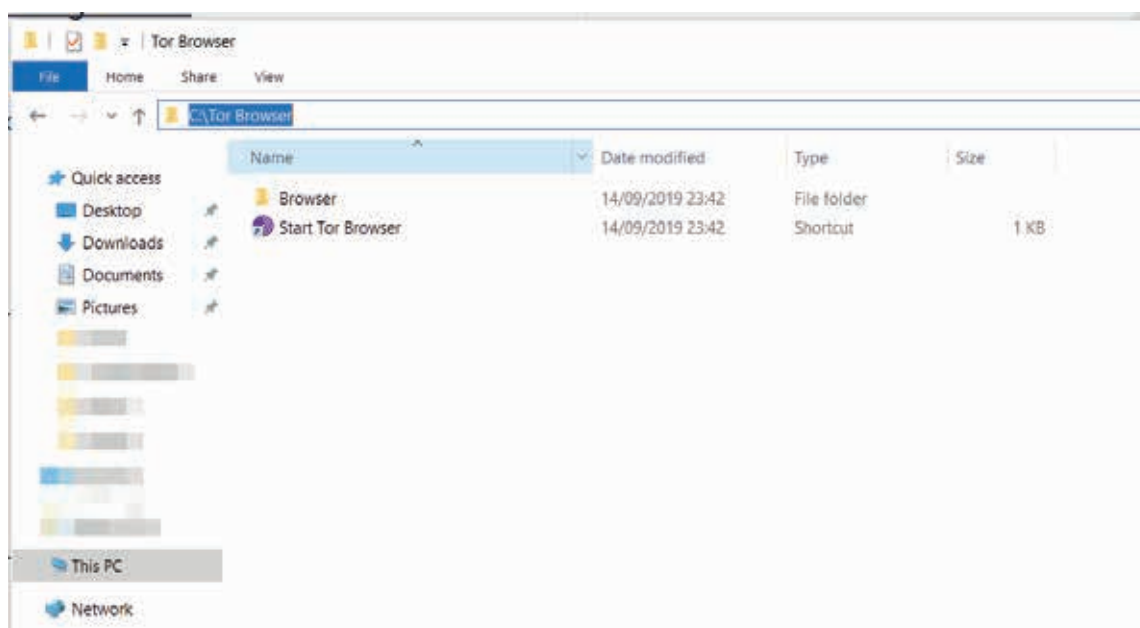 Tor Browser
File Home Share View
C:\Tor Browser
Name Date modified Type Size
Quick access
Desktop
Downloads
Documents
Pictures
This PC
Network
Browser 14/09/2019 23:42 File folder
Start Tor Browser 14/09/2019 23:42 Shortcut 1 KB